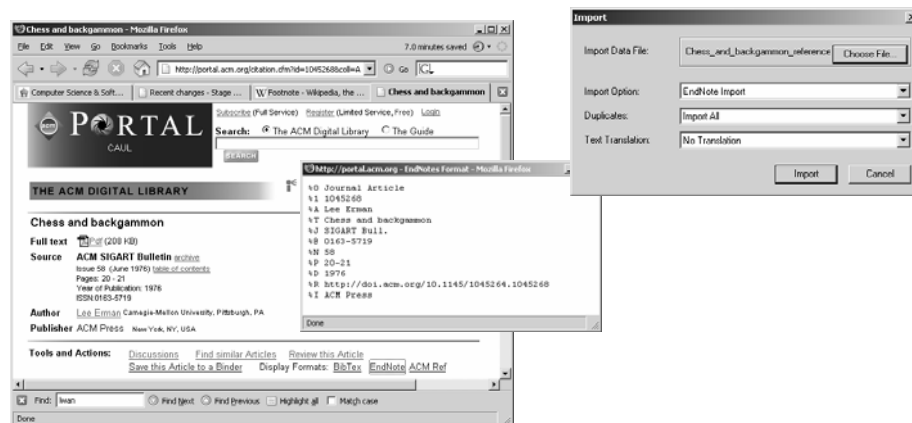 Chess and backgammon - Mozilla Firefox
File Edit View Go Bookmarks Tools Help
7.0 minutes saved
http://portal.acm.org/citation.cfm?id=1045268&coll=A
Go
Computer Science & Soft...
Recent changes - Stage ...
Footnote - Wikipedia, the ...
Chess and backgammon
acm
PORTAL
CAUL
Subscribe (Full Service) Register (Limited Service, Free) Login
Search: The ACM Digital Library The Guide
SEARCH
THE ACM DIGITAL LIBRARY
Chess and backgammon
Full text Pdf (208 KB)
Source ACM SIGART Bulletin archive
Issue 58 (June 1976) table of contents
Pages: 20 - 21
Year of Publication: 1976
ISSN:0163-5719
Author Lee Erman Carnegie-Mellon University, Pittsburgh, PA
Publisher ACM Press New York, NY, USA
Tools and Actions: Discussions Find similar Articles Review this Article
Save this Article to a Binder Display Formats: BibTex EndNote ACM Ref
Find: Iwan Find Next Find Previous Highlight all Match case
Done
http://portal.acm.org - EndNotes Format - Mozilla Firefox
%0 Journal Article
%1 1045268
%A Lee Erman
%T Chess and backgammon
%J SIGART Bull.
%@ 0163-5719
%N 58
%P 20-21
%D 1976
%R http://doi.acm.org/10.1145/1045264.1045268
%I ACM Press
Done
Import
Import Data File: Chess_and_backgammon_reference Choose File...
Import Option: EndNote Import
Duplicates: Import All
Text Translation: No Translation
Import Cancel